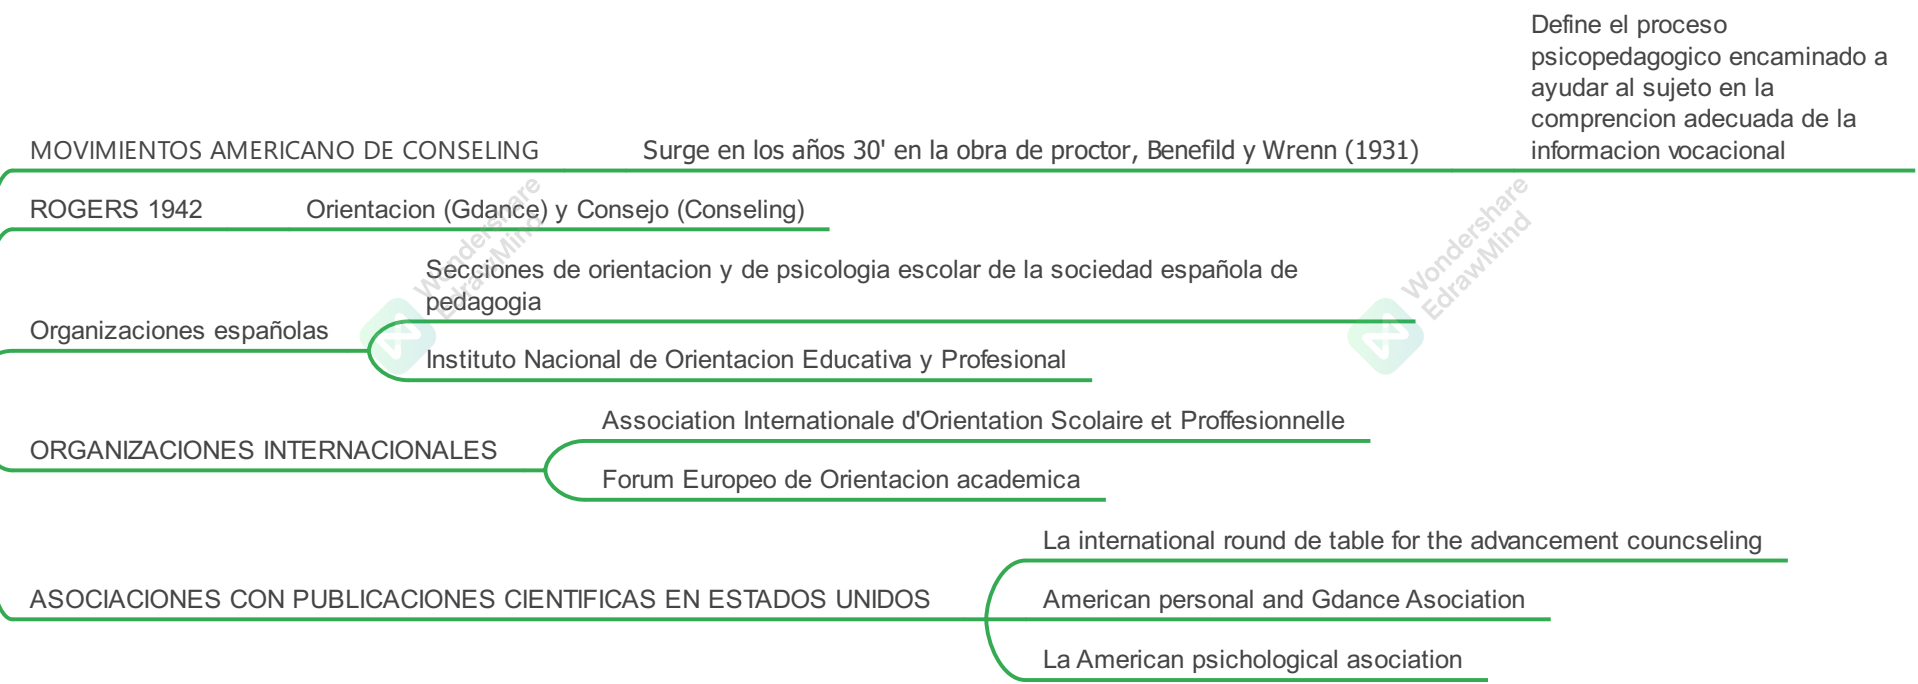 Define el proceso
psicopedagogico encaminado a
ayudar al sujeto en la
comprencion adecuada de la
informacion vocacional
MOVIMIENTOS AMERICANO DE CONSELING
Surge en los años 30' en la obra de proctor, Benefild y Wrenn (1931)
ROGERS 1942
Orientacion (Gdance) y Consejo (Conseling)
Wondershare
EdrawMind
Wondershare
EdrawMind
Secciones de orientacion y de psicologia escolar de la sociedad española de
pedagogia
Organizaciones españolas
Instituto Nacional de Orientacion Educativa y Profesional
Association Internationale d'Orientation Scolaire et Proffesionnelle
ORGANIZACIONES INTERNACIONALES
Forum Europeo de Orientacion academica
La international round de table for the advancement councseling
ASOCIACIONES CON PUBLICACIONES CIENTIFICAS EN ESTADOS UNIDOS
American personal and Gdance Asociation
La American psichological asociation